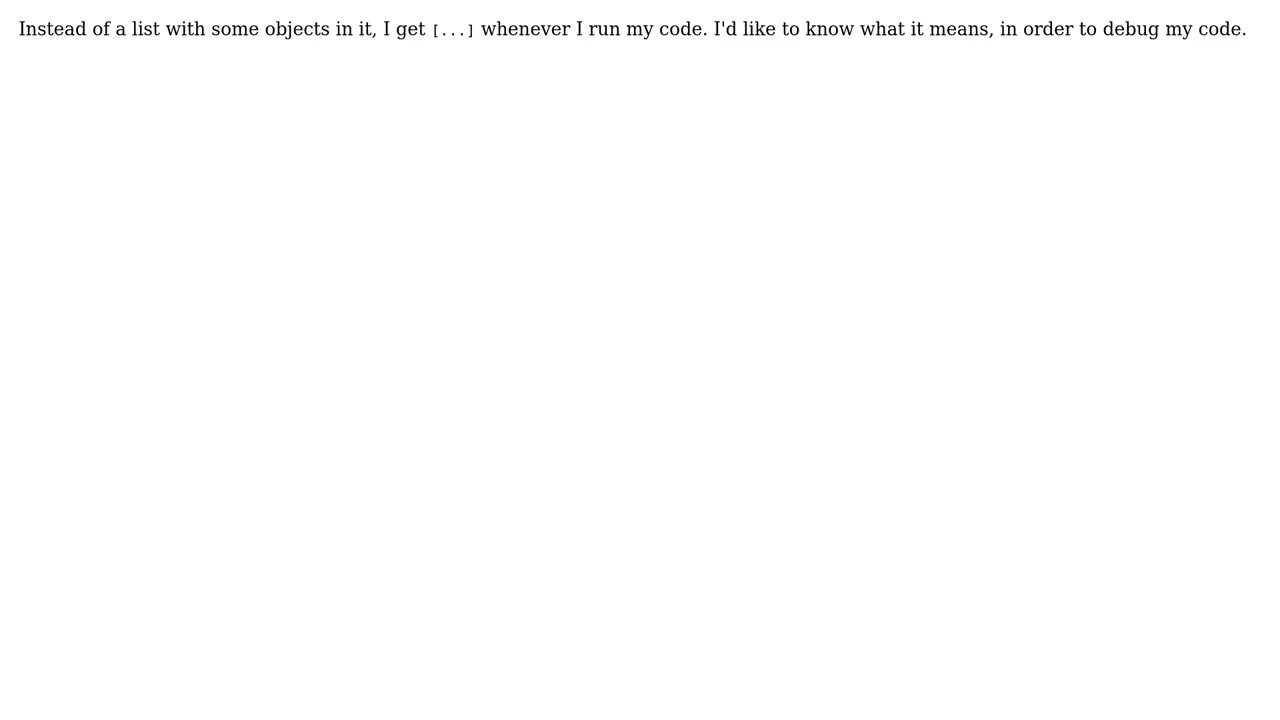 Instead of a list with some objects in it, I get [...] whenever I run my code. I'd like to know what it means, in order to debug my code.